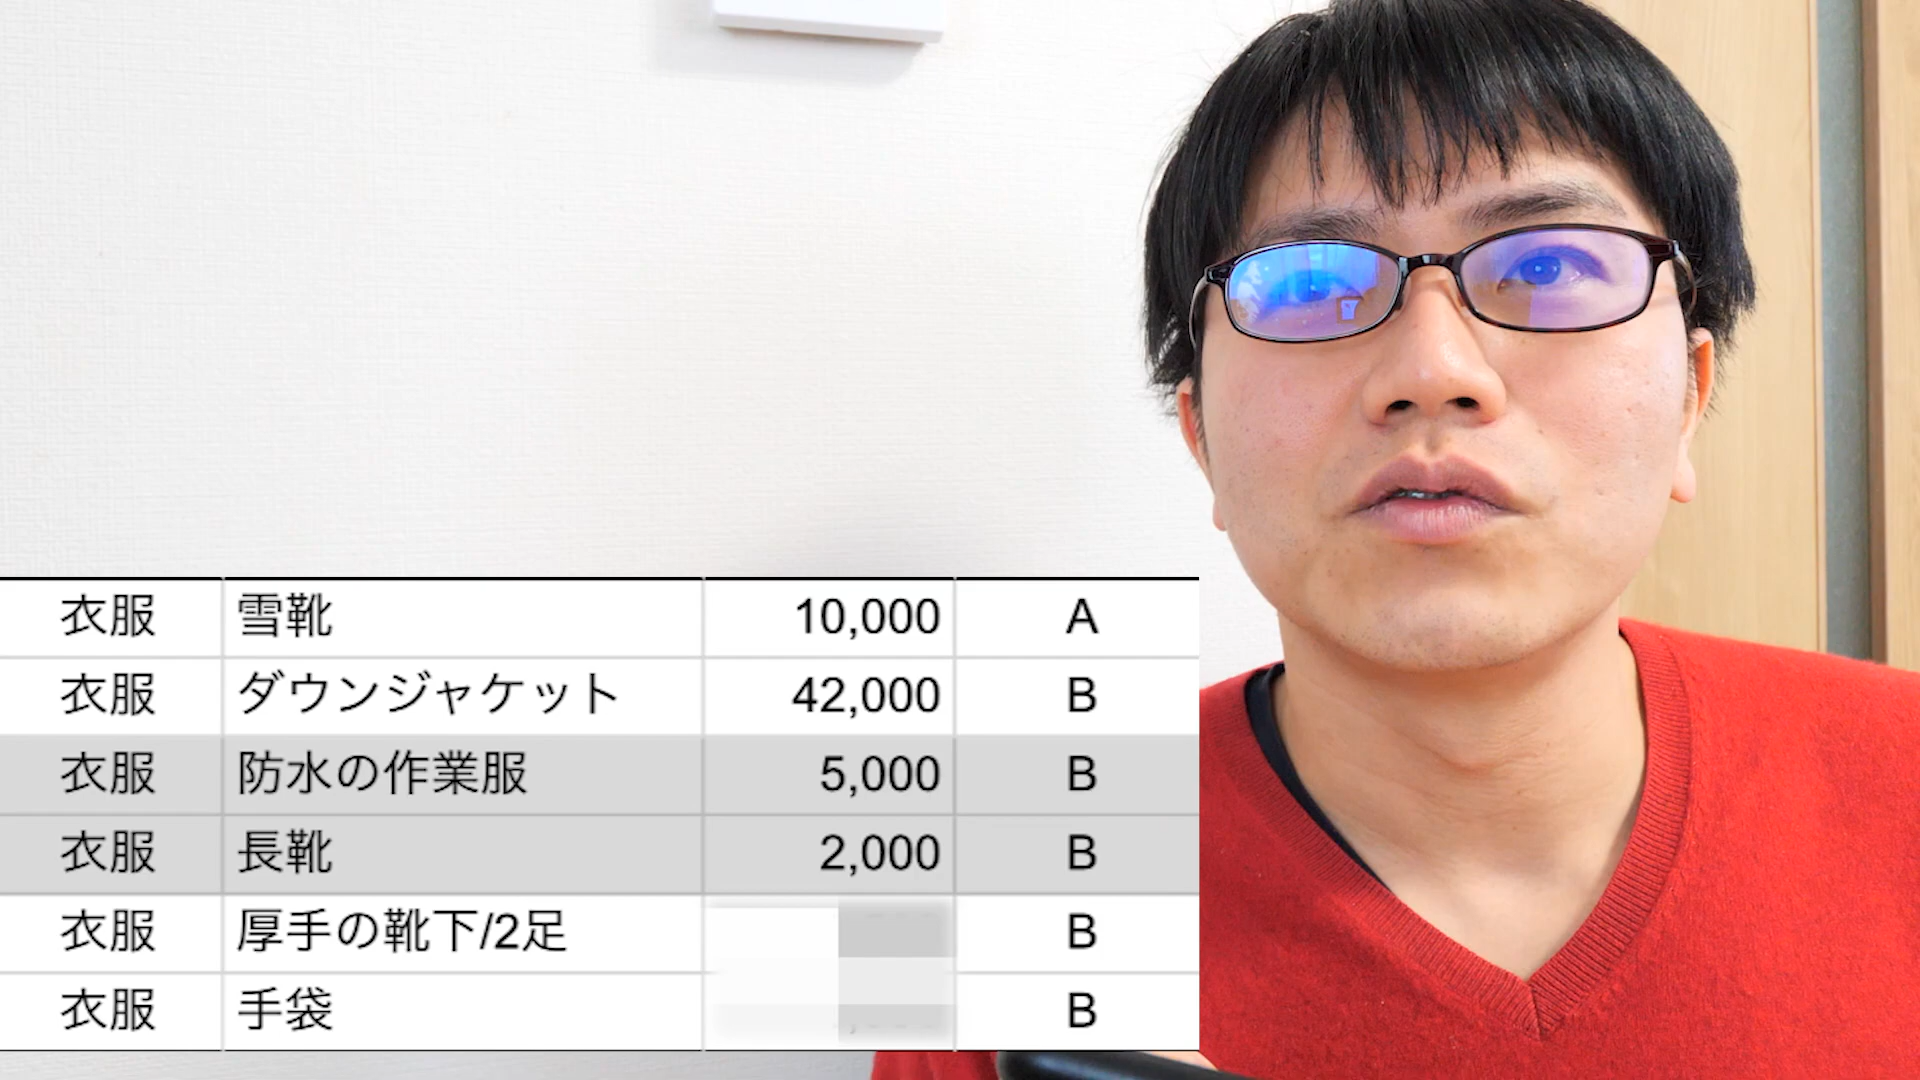 衣服 雪靴 10,000 A
衣服 ダウンジャケット 42,000 B
衣服 防水の作業服 5,000 B
衣服 長靴 2,000 B
衣服 厚手の靴下/2足 B
衣服 手袋 B